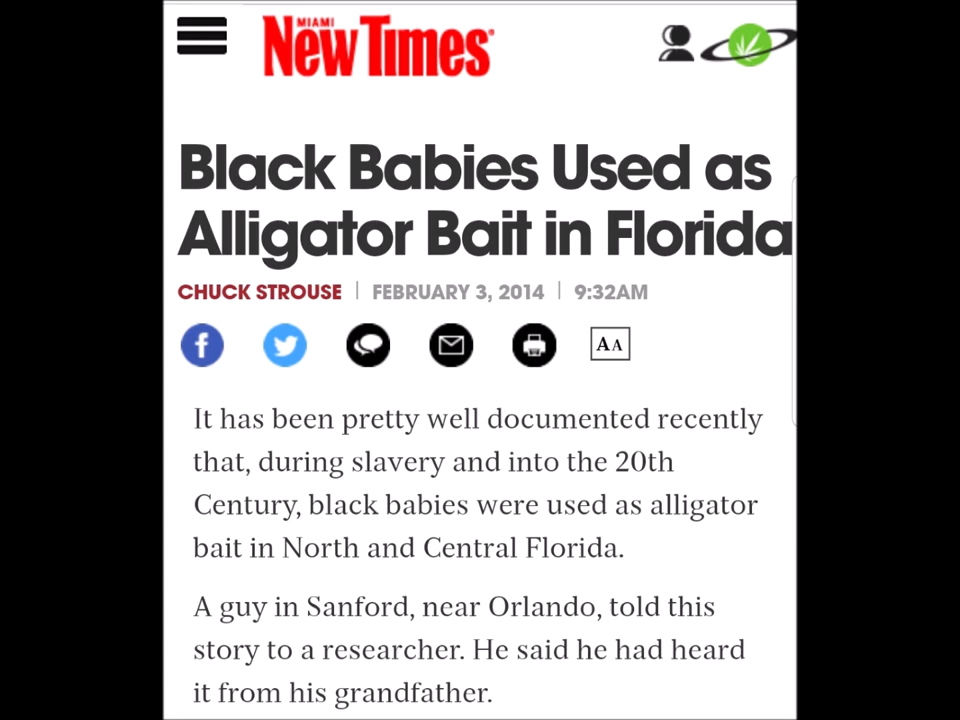 MIAMI
New Times
Black Babies Used as
Alligator Bait in Florida
CHUCK STROUSE | FEBRUARY 3, 2014 | 9:32AM
f AA
It has been pretty well documented recently
that, during slavery and into the 20th
Century, black babies were used as alligator
bait in North and Central Florida.
A guy in Sanford, near Orlando, told this
story to a researcher. He said he had heard
it from his grandfather.